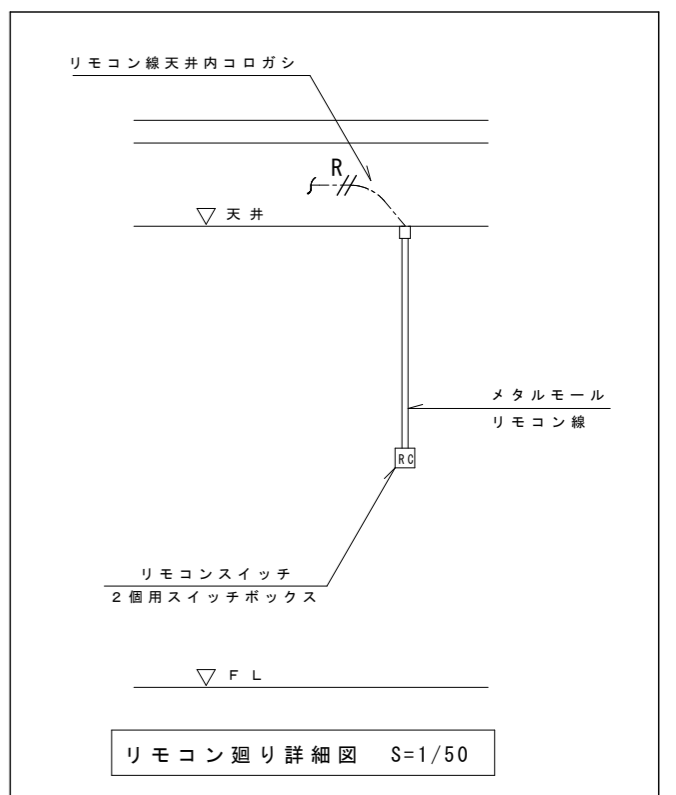 リモコン線天井内コロガシ
R
▽ 天井
メタルモール
リモコン線
RC
リモコンスイッチ
2個用スイッチボックス
▽ FL
リモコン廻り詳細図 S=1/50